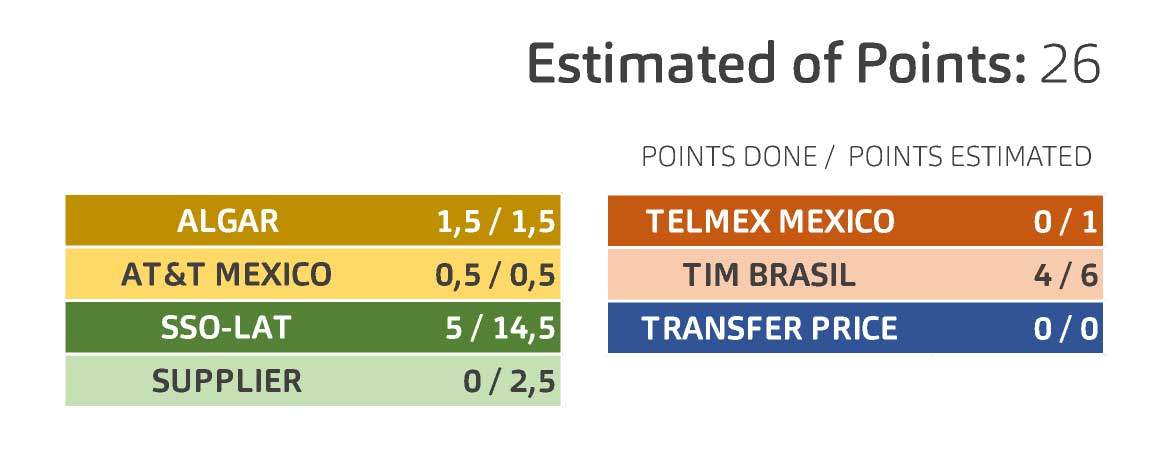 Estimated of Points: 26
POINTS DONE / POINTS ESTIMATED
ALGAR 1,5 / 1,5
AT&T MEXICO 0,5 / 0,5
SSO-LAT 5 / 14,5
SUPPLIER 0 / 2,5
TELMEX MEXICO 0 / 1
TIM BRASIL 4 / 6
TRANSFER PRICE 0 / 0